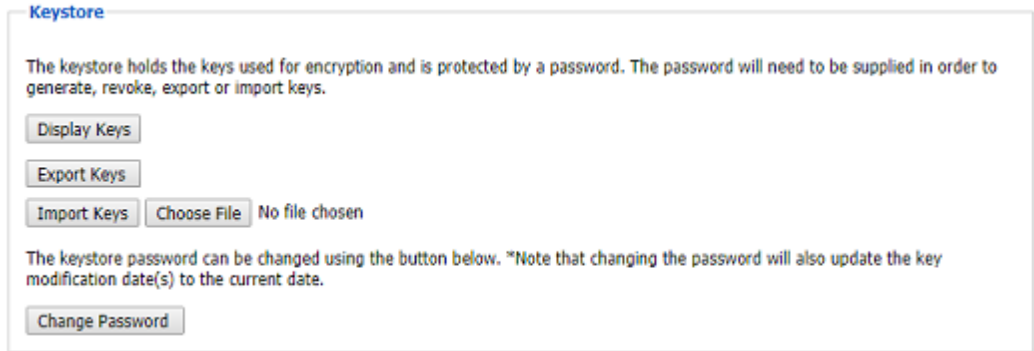 Keystore
The keystore holds the keys used for encryption and is protected by a password. The password will need to be supplied in order to
generate, revoke, export or import keys.
Display Keys
Export Keys
Import Keys Choose File No file chosen
The keystore password can be changed using the button below. *Note that changing the password will also update the key
modification date(s) to the current date.
Change Password